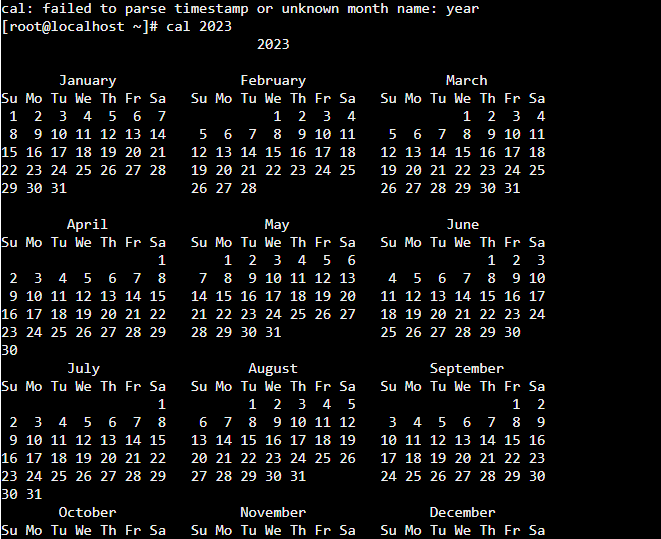 cal: failed to parse timestamp or unknown month name: year
[root@localhost ~]# cal 2023
                               2023

       January                February                 March
Su Mo Tu We Th Fr Sa   Su Mo Tu We Th Fr Sa   Su Mo Tu We Th Fr Sa
 1  2  3  4  5  6  7             1  2  3  4             1  2  3  4
 8  9 10 11 12 13 14    5  6  7  8  9 10 11    5  6  7  8  9 10 11
15 16 17 18 19 20 21   12 13 14 15 16 17 18   12 13 14 15 16 17 18
22 23 24 25 26 27 28   19 20 21 22 23 24 25   19 20 21 22 23 24 25
29 30 31               26 27 28               26 27 28 29 30 31

        April                   May                    June
Su Mo Tu We Th Fr Sa   Su Mo Tu We Th Fr Sa   Su Mo Tu We Th Fr Sa
                   1       1  2  3  4  5  6                1  2  3
 2  3  4  5  6  7  8    7  8  9 10 11 12 13    4  5  6  7  8  9 10
 9 10 11 12 13 14 15   14 15 16 17 18 19 20   11 12 13 14 15 16 17
16 17 18 19 20 21 22   21 22 23 24 25 26 27   18 19 20 21 22 23 24
23 24 25 26 27 28 29   28 29 30 31            25 26 27 28 29 30
30
        July                  August                September
Su Mo Tu We Th Fr Sa   Su Mo Tu We Th Fr Sa   Su Mo Tu We Th Fr Sa
                   1          1  2  3  4  5                   1  2
 2  3  4  5  6  7  8    6  7  8  9 10 11 12    3  4  5  6  7  8  9
 9 10 11 12 13 14 15   13 14 15 16 17 18 19   10 11 12 13 14 15 16
16 17 18 19 20 21 22   20 21 22 23 24 25 26   17 18 19 20 21 22 23
23 24 25 26 27 28 29   27 28 29 30 31         24 25 26 27 28 29 30
30 31
       October               November               December
Su Mo Tu We Th Fr Sa   Su Mo Tu We Th Fr Sa   Su Mo Tu We Th Fr Sa